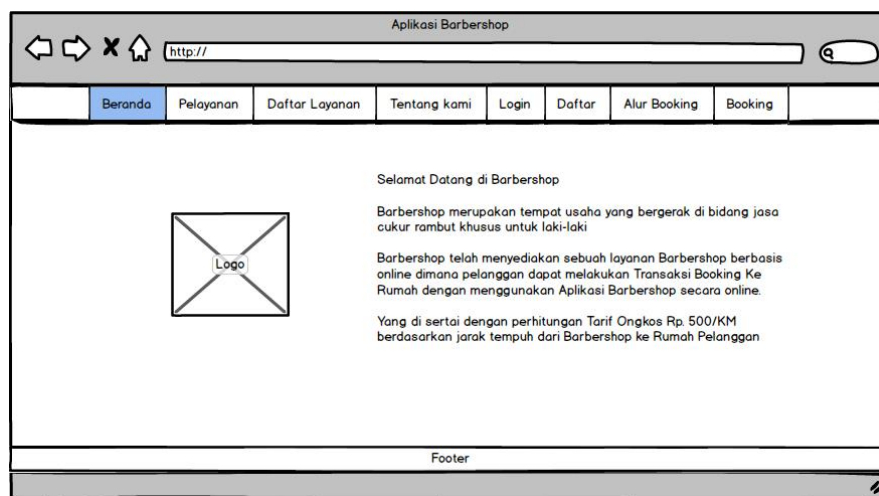 Aplikasi Barbershop
http://
Beranda Pelayanan Daftar Layanan Tentang kami Login Daftar Alur Booking Booking
Selamat Datang di Barbershop
Barbershop merupakan tempat usaha yang bergerak di bidang jasa
cukur rambut khusus untuk laki-laki
Logo
Barbershop telah menyediakan sebuah layanan Barbershop berbasis
online dimana pelanggan dapat melakukan Transaksi Booking Ke
Rumah dengan menggunakan Aplikasi Barbershop secara online.
Yang di sertai dengan perhitungan Tarif Ongkos Rp. 500/KM
berdasarkan jarak tempuh dari Barbershop ke Rumah Pelanggan
Footer